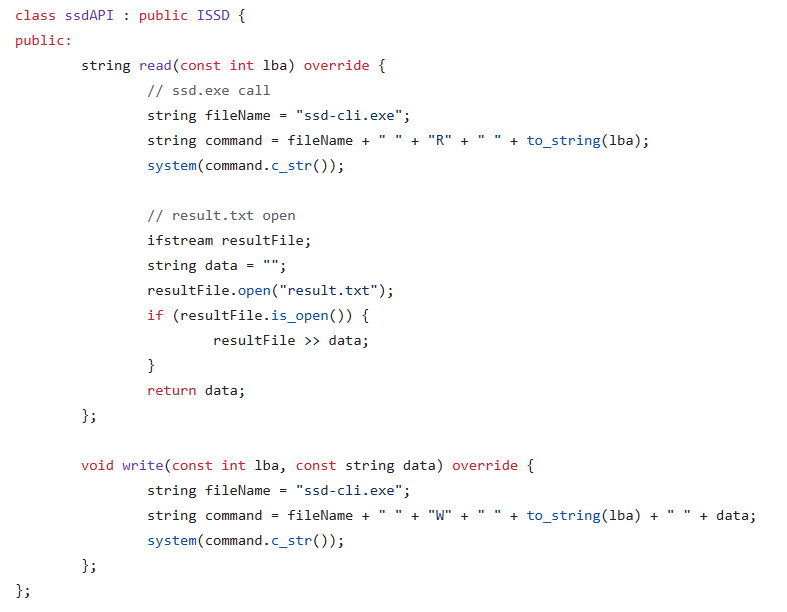 class ssdAPI : public ISSD {
public:
        string read(const int lba) override {
                // ssd.exe call
                string fileName = "ssd-cli.exe";
                string command = fileName + " " + "R" + " " + to_string(lba);
                system(command.c_str());

                // result.txt open
                ifstream resultFile;
                string data = "";
                resultFile.open("result.txt");
                if (resultFile.is_open()) {
                        resultFile >> data;
                }
                return data;
        };

        void write(const int lba, const string data) override {
                string fileName = "ssd-cli.exe";
                string command = fileName + " " + "W" + " " + to_string(lba) + " " + data;
                system(command.c_str());
        };
};